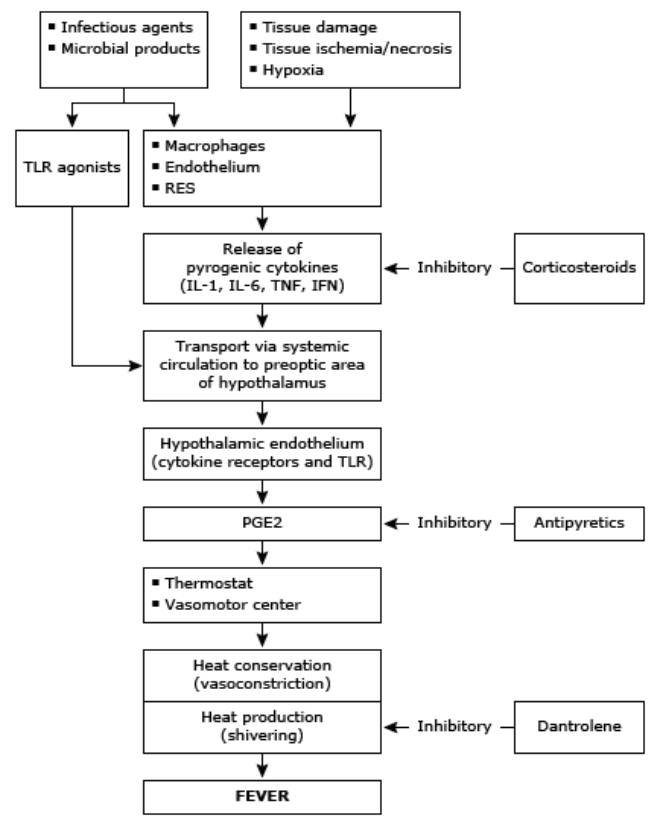 ▪ Infectious agents
▪ Microbial products
▪ Tissue damage
▪ Tissue ischemia/necrosis
▪ Hypoxia
TLR agonists
▪ Macrophages
▪ Endothelium
▪ RES
Release of
pyrogenic cytokines
(IL-1, IL-6, TNF, IFN)
Inhibitory
Corticosteroids
Transport via systemic
circulation to preoptic area
of hypothalamus
Hypothalamic endothelium
(cytokine receptors and TLR)
PGE2
Inhibitory
Antipyretics
▪ Thermostat
▪ Vasomotor center
Heat conservation
(vasoconstriction)
Heat production
(shivering)
Inhibitory
Dantrolene
FEVER